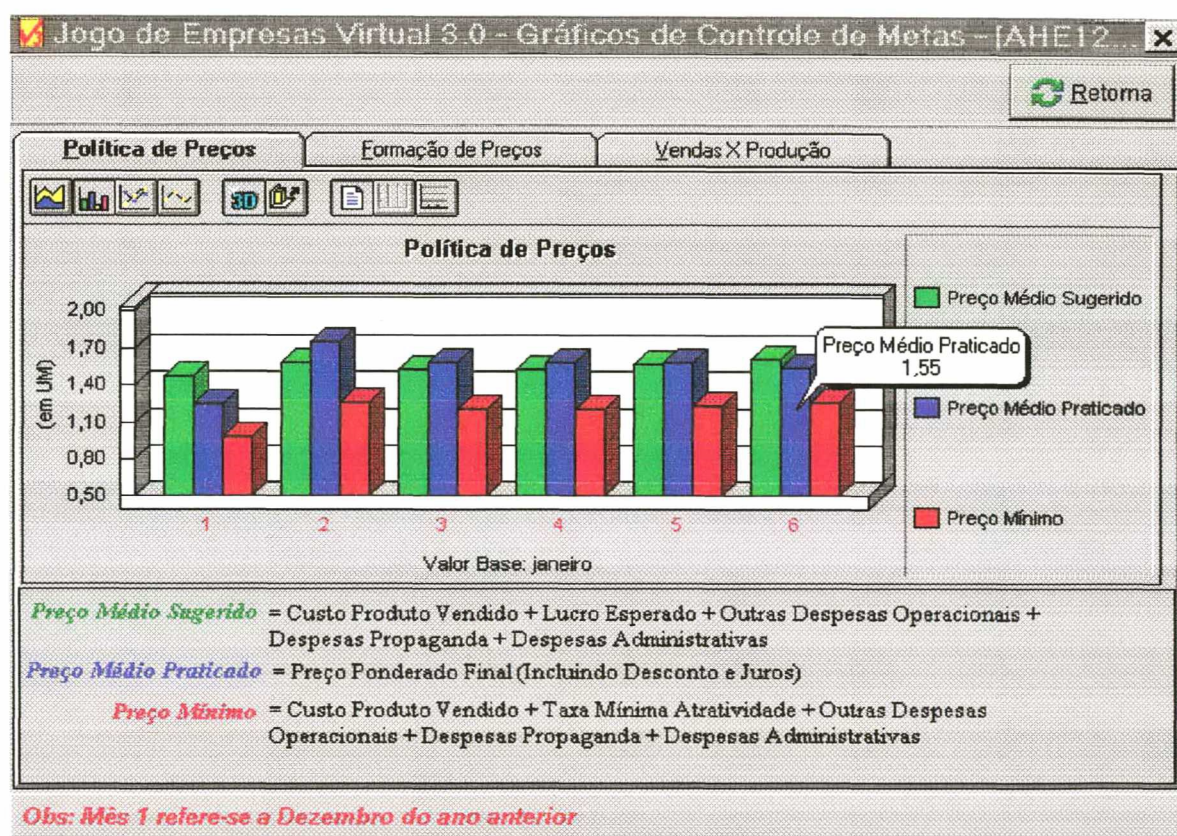 Jogo de Empresas Virtual 3.0 - Gráficos de Controle de Metas - [AHE12...
Retorna
Política de Preços
Formação de Preços
Vendas X Produção
3D
Política de Preços
2,00
1,70
1,40
1,10
0,80
0,50
(em UM)
1 2 3 4 5 6
Valor Base: janeiro
Preço Médio Praticado
1,55
Preço Médio Sugerido
Preço Médio Praticado
Preço Mínimo
Preço Médio Sugerido = Custo Produto Vendido + Lucro Esperado + Outras Despesas Operacionais +
Despesas Propaganda + Despesas Administrativas
Preço Médio Praticado = Preço Ponderado Final (Incluindo Desconto e Juros)
Preço Mínimo = Custo Produto Vendido + Taxa Mínima Atratividade + Outras Despesas
Operacionais + Despesas Propaganda + Despesas Administrativas
Obs: Mês 1 refere-se a Dezembro do ano anterior